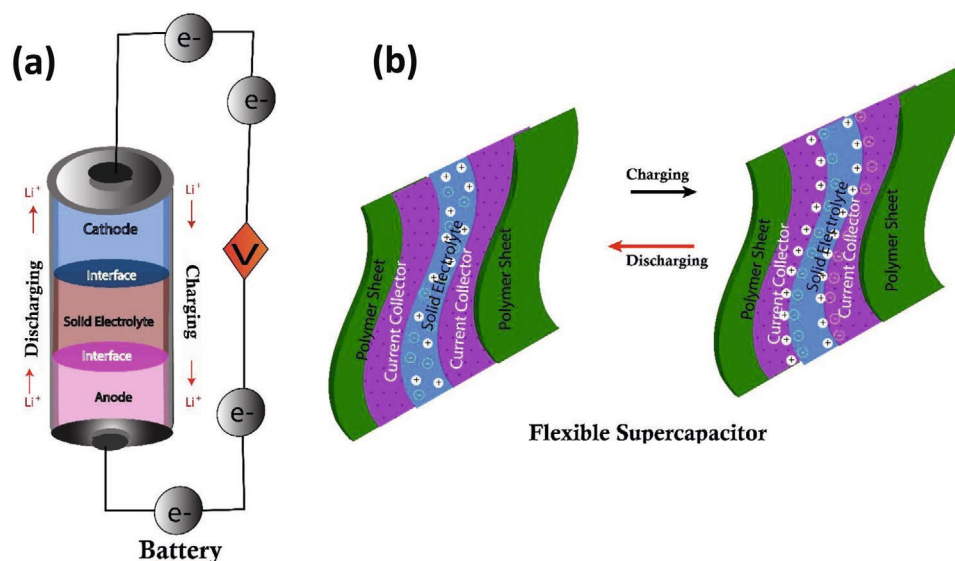 (a)
e-
e-
Li⁺
Li⁺
Cathode
Interface
Discharging
Solid Electrolyte
Charging
V
Interface
Li⁺
Anode
Li⁺
e-
e-
Battery
(b)
Polymer Sheet
Current Collector
Solid Electrolyte
Current Collector
Polymer Sheet
Charging
Discharging
Polymer Sheet
Current Collector
Solid Electrolyte
Current Collector
Polymer Sheet
Flexible Supercapacitor